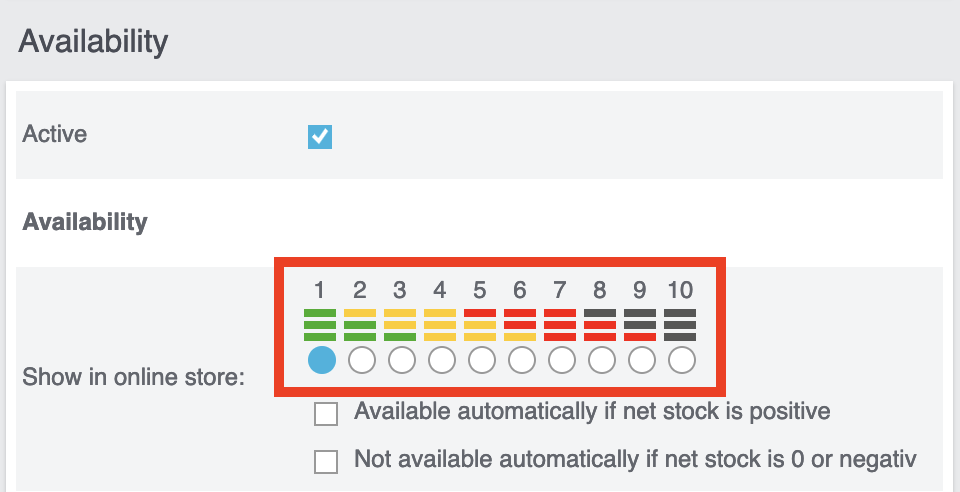 Availability
Active
Availability
1 2 3 4 5 6 7 8 9 10
Show in online store:
Available automatically if net stock is positive
Not available automatically if net stock is 0 or negativ